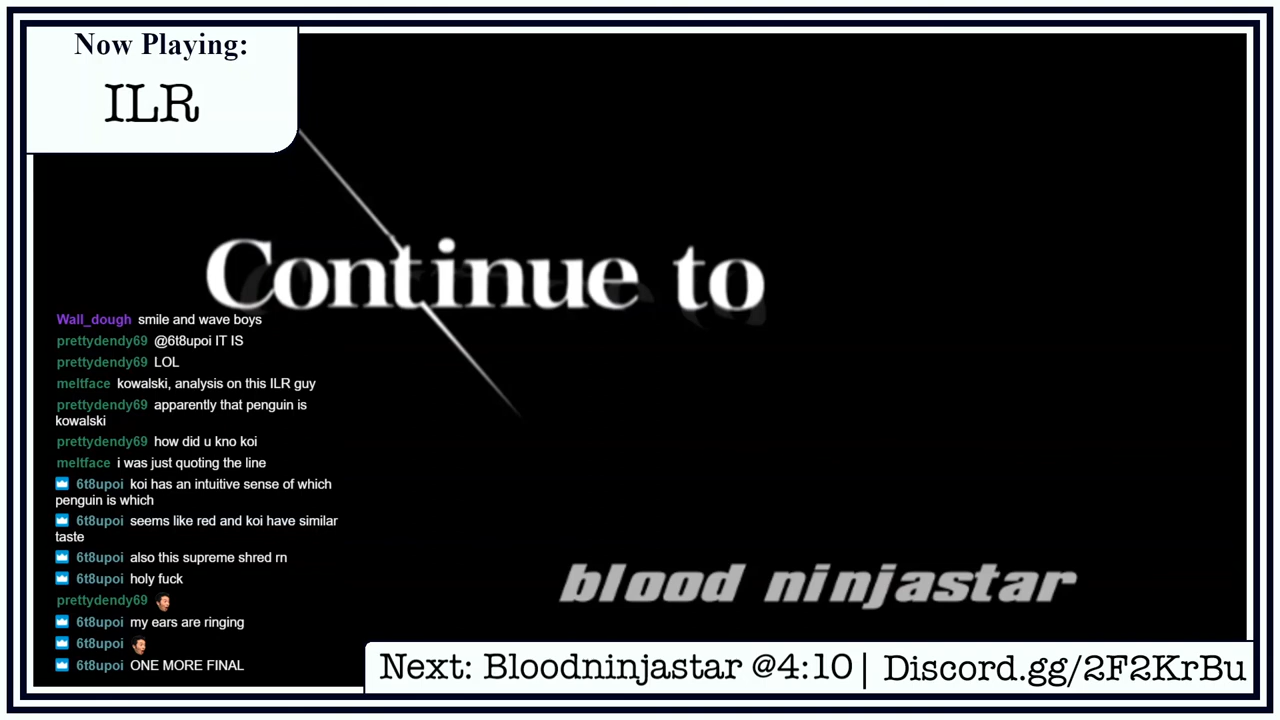 Now Playing:
ILR
Continue to
Wall_dough smile and wave boys
prettydendy69 @6t8upoi IT IS
prettydendy69 LOL
meltface kowalski, analysis on this ILR guy
prettydendy69 apparently that penguin is
kowalski
prettydendy69 how did u kno koi
meltface i was just quoting the line
6t8upoi koi has an intuitive sense of which
penguin is which
6t8upoi seems like red and koi have similar
taste
6t8upoi also this supreme shred rn
6t8upoi holy fuck
prettydendy69
6t8upoi my ears are ringing
6t8upoi
6t8upoi ONE MORE FINAL
blood ninjastar
Next: Bloodninjastar @4:10| Discord.gg/2F2KrBu